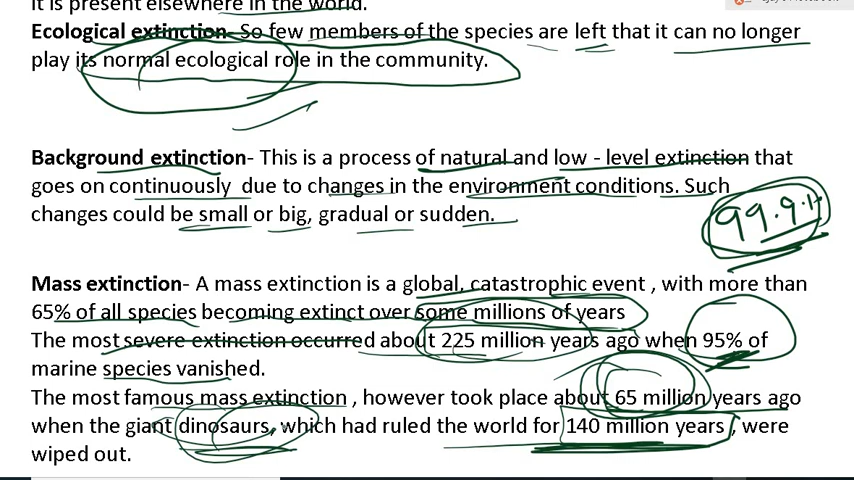 it is present elsewhere in the world.
Ecological extinction- So few members of the species are left that it can no longer
play its normal ecological role in the community.
Background extinction- This is a process of natural and low - level extinction that
goes on continuously due to changes in the environment conditions. Such
changes could be small or big, gradual or sudden.
99.9
Mass extinction- A mass extinction is a global, catastrophic event , with more than
65% of all species becoming extinct over some millions of years
The most severe extinction occurred about 225 million years ago when 95% of
marine species vanished.
The most famous mass extinction , however took place about 65 million years ago
when the giant dinosaurs, which had ruled the world for 140 million years , were
wiped out.